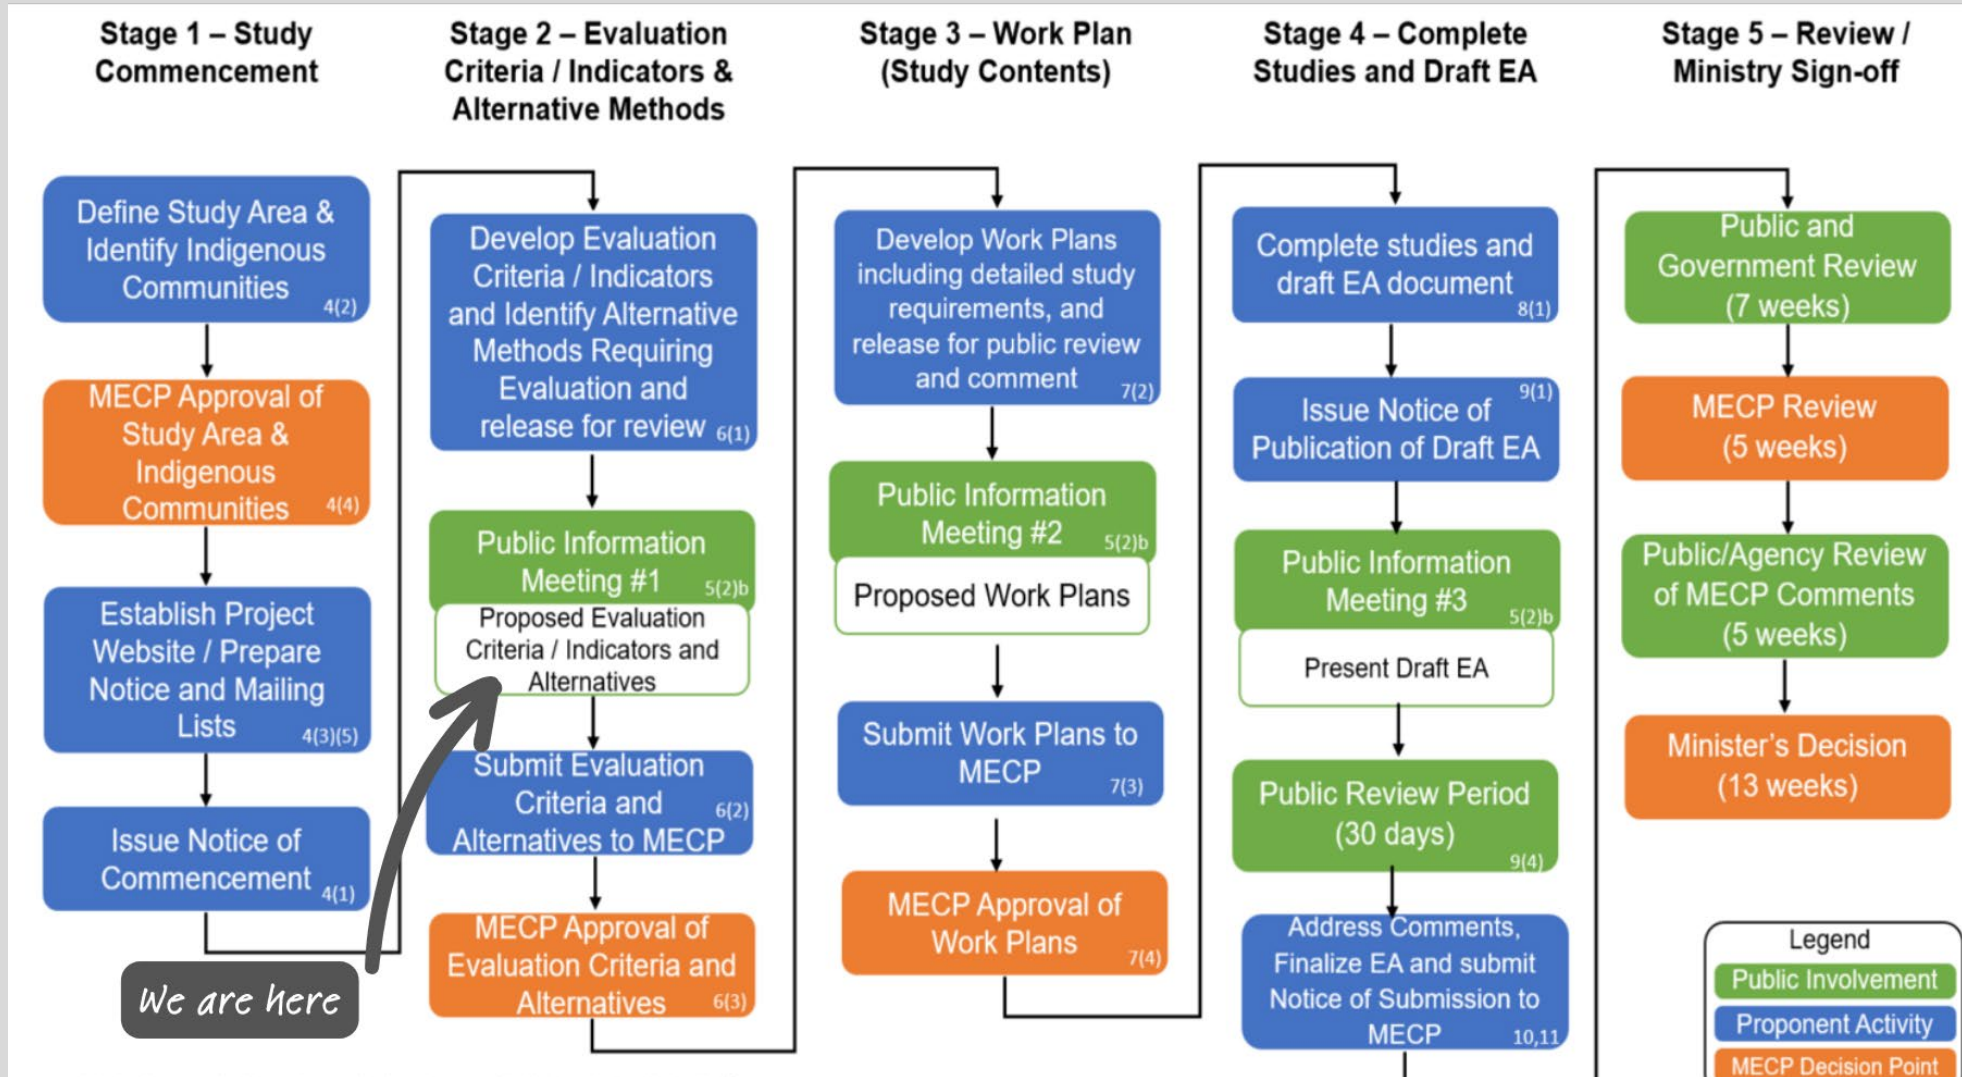 Stage 1 – Study
Commencement
Define Study Area &
Identify Indigenous
Communities
4(2)
MECP Approval of
Study Area &
Indigenous
Communities
4(4)
Establish Project
Website / Prepare
Notice and Mailing
Lists
4(3)(5)
Issue Notice of
Commencement
4(1)
We are here
Stage 2 – Evaluation
Criteria / Indicators &
Alternative Methods
Develop Evaluation
Criteria / Indicators
and Identify Alternative
Methods Requiring
Evaluation and
release for review
6(1)
Public Information
Meeting #1
5(2)b
Proposed Evaluation
Criteria / Indicators and
Alternatives
Submit Evaluation
Criteria and
6(2)
Alternatives to MECP
MECP Approval of
Evaluation Criteria and
Alternatives
6(3)
Stage 3 – Work Plan
(Study Contents)
Develop Work Plans
including detailed study
requirements, and
release for public review
and comment
7(2)
Public Information
Meeting #2
5(2)b
Proposed Work Plans
Submit Work Plans to
MECP
7(3)
MECP Approval of
Work Plans
7(4)
Stage 4 – Complete
Studies and Draft EA
Complete studies and
draft EA document
8(1)
9(1)
Issue Notice of
Publication of Draft EA
Public Information
Meeting #3
5(2)b
Present Draft EA
Public Review Period
(30 days)
9(4)
Address Comments,
Finalize EA and submit
Notice of Submission to
MECP
10,11
Stage 5 – Review /
Ministry Sign-off
Public and
Government Review
(7 weeks)
MECP Review
(5 weeks)
Public/Agency Review
of MECP Comments
(5 weeks)
Minister's Decision
(13 weeks)
Legend
Public Involvement
Proponent Activity
MECP Decision Point